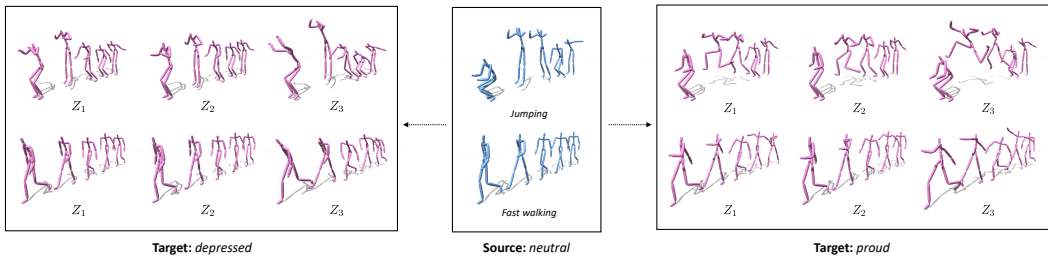 Z₁ Z₂ Z₃ Jumping Z₁ Z₂ Z₃
Z₁ Z₂ Z₃ Fast walking Z₁ Z₂ Z₃
Target: depressed Source: neutral Target: proud